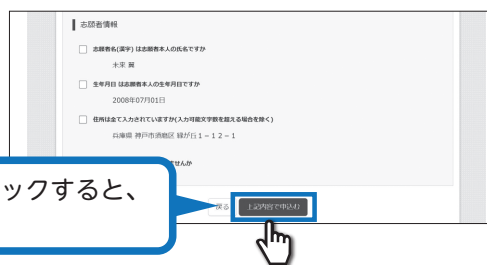 志願者情報
志願者名(漢字) は志願者本人の氏名ですか
未来 翼
生年月日 は志願者本人の生年月日ですか
2008年07月01日
住所は全て入力されていますか(入力可能文字数を超える場合を除く)
兵庫県 神戸市須磨区 緑が丘１－１２－１
ませんか
ックすると、
戻る
上記内容で申込む